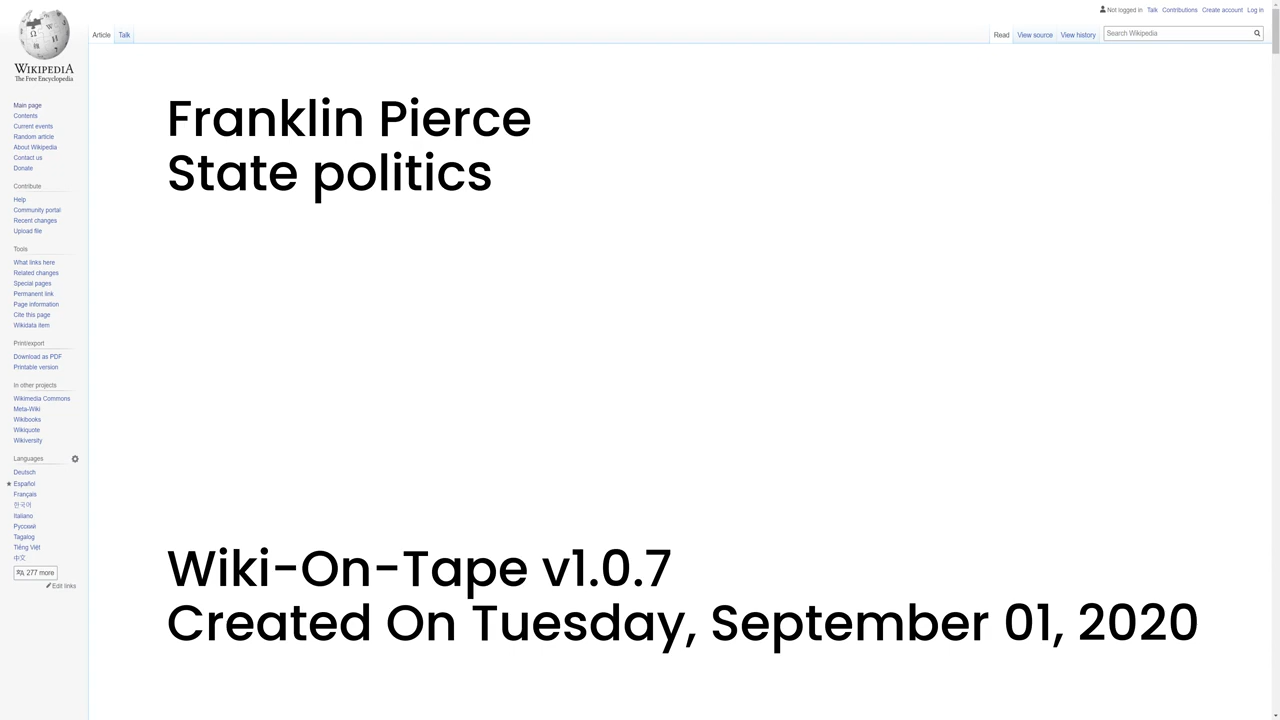 Not logged in Talk Contributions Create account Log in
Article Talk Read View source View history Search Wikipedia
WIKIPEDIA
The Free Encyclopedia
Main page
Contents
Current events
Random article
About Wikipedia
Contact us
Donate
Contribute
Help
Community portal
Recent changes
Upload file
Tools
What links here
Related changes
Special pages
Permanent link
Page information
Cite this page
Wikidata item
Print/export
Download as PDF
Printable version
In other projects
Wikimedia Commons
Meta-Wiki
Wikibooks
Wikiquote
Wikiversity
Languages
Deutsch
Español
Français
한국어
Italiano
Русский
Tagalog
Tiếng Việt
中文
277 more
Edit links
Franklin Pierce
State politics
Wiki-On-Tape v1.0.7
Created On Tuesday, September 01, 2020